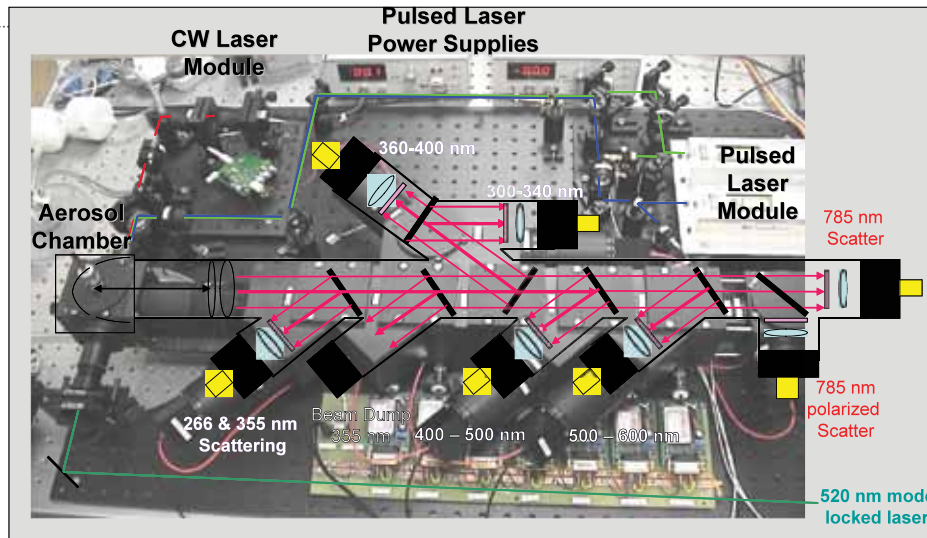 Pulsed Laser
Power Supplies
CW Laser
Module
360-400 nm
300-340 nm
Pulsed
Laser
Module
Aerosol
Chamber
785 nm
Scatter
266 & 355 nm
Scattering
Beam Dump
355 nm
400 – 500 nm
500 – 600 nm
785 nm
polarized
Scatter
520 nm mode
locked laser